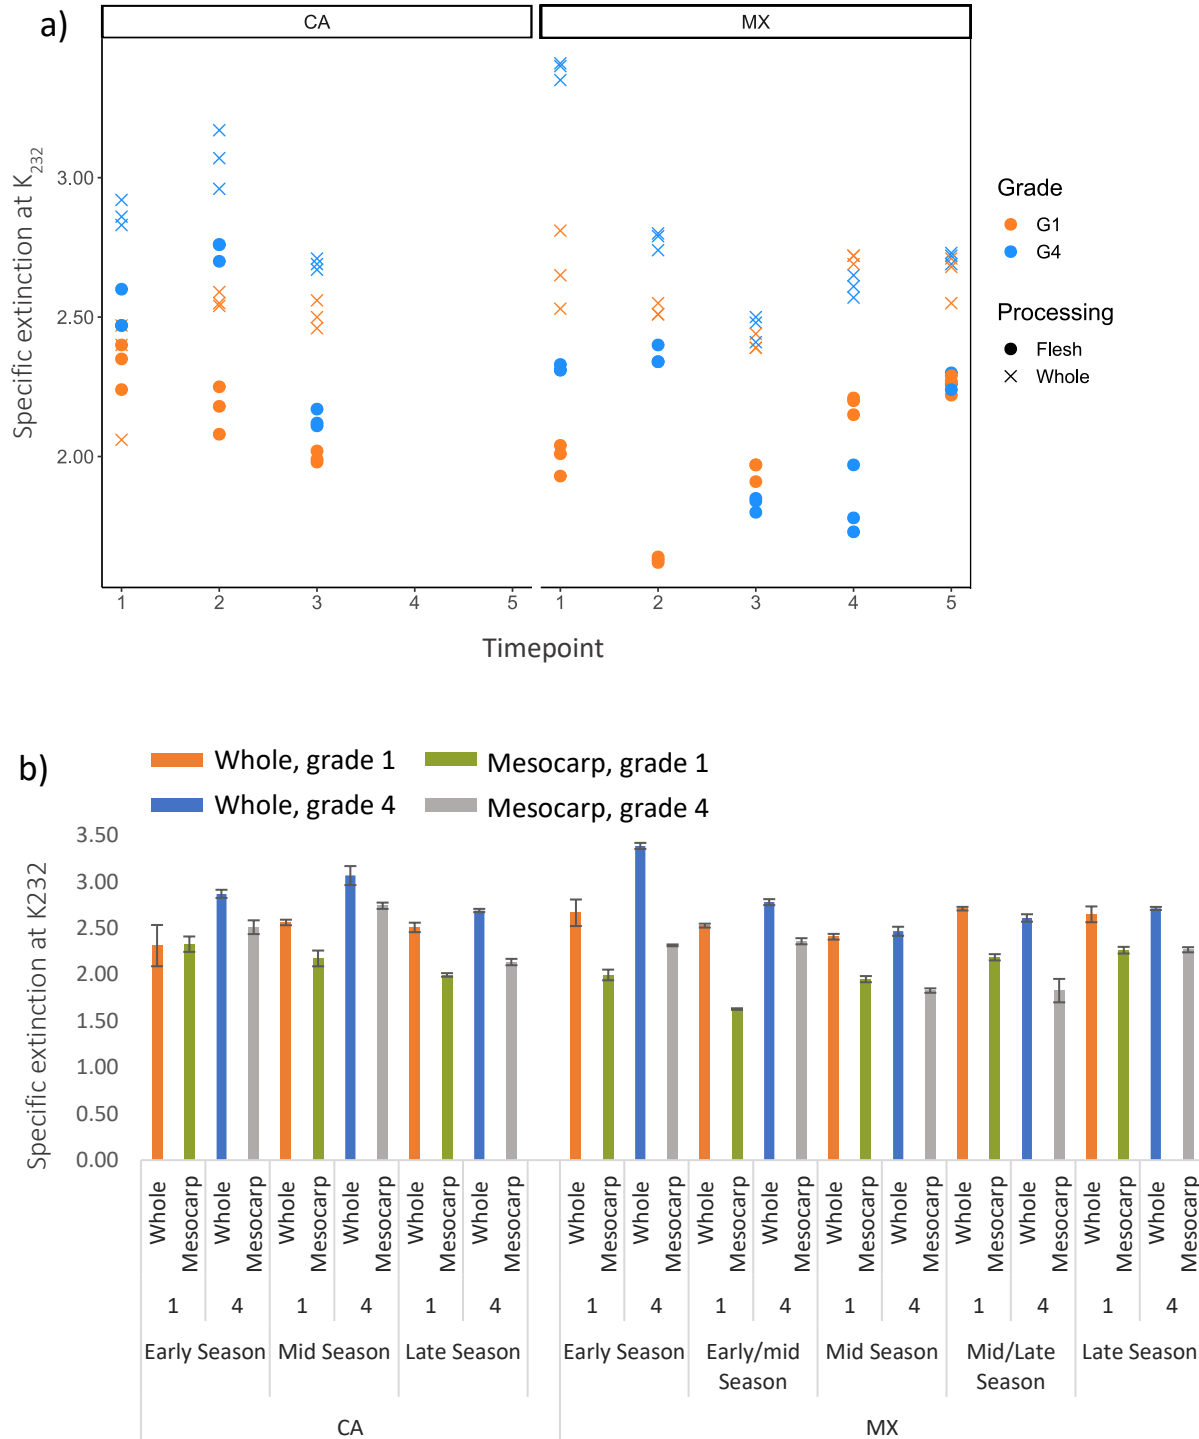 a)
CA
MX
Specific extinction at K232
3.00
2.50
2.00
1
2
3
4
5
1
2
3
4
5
Timepoint
Grade
G1
G4
Processing
Flesh
Whole
b)
Whole, grade 1
Mesocarp, grade 1
Whole, grade 4
Mesocarp, grade 4
Specific extinction at K232
3.50
3.00
2.50
2.00
1.50
1.00
0.50
0.00
Whole
Mesocarp
Whole
Mesocarp
Whole
Mesocarp
Whole
Mesocarp
Whole
Mesocarp
Whole
Mesocarp
Whole
Mesocarp
Whole
Mesocarp
Whole
Mesocarp
Whole
Mesocarp
Whole
Mesocarp
Whole
Mesocarp
Whole
Mesocarp
Whole
Mesocarp
Whole
Mesocarp
Whole
Mesocarp
1
4
1
4
1
4
1
4
1
4
1
4
1
4
1
4
Early Season
Mid Season
Late Season
Early Season
Early/mid
Season
Mid Season
Mid/Late
Season
Late Season
CA
MX